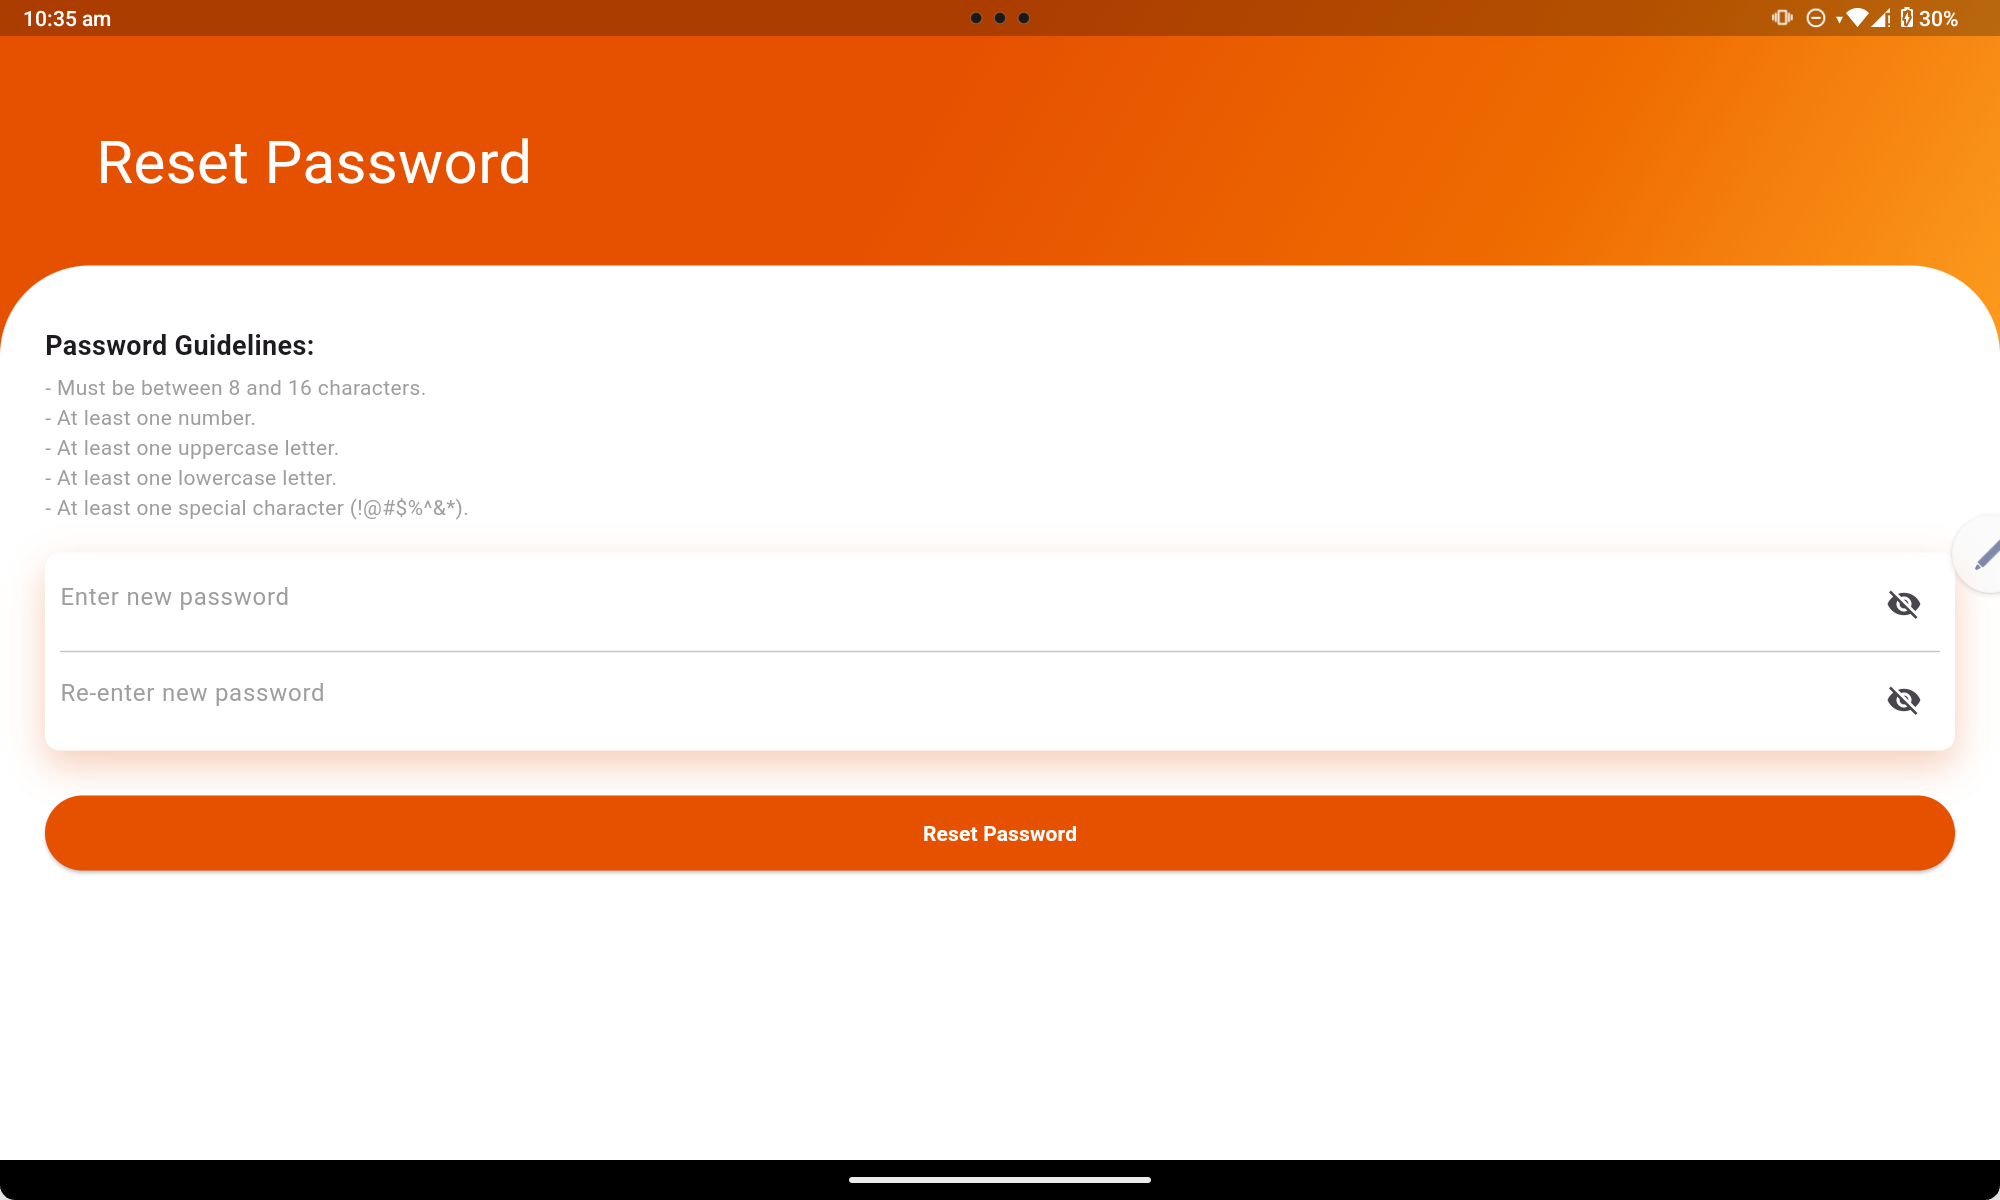 10:35 am
30%
Reset Password
Password Guidelines:
- Must be between 8 and 16 characters.
- At least one number.
- At least one uppercase letter.
- At least one lowercase letter.
- At least one special character (!@#$%^&*).
Enter new password
Re-enter new password
Reset Password